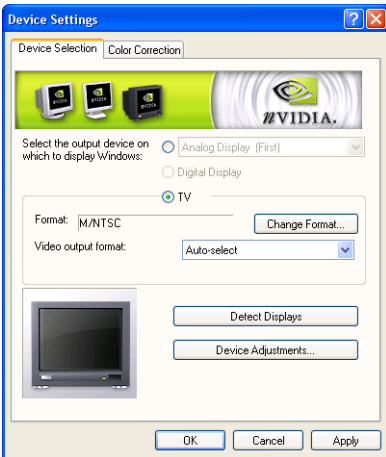 Device Settings
Device Selection
Color Correction
NVIDIA
NVIDIA
NVIDIA
NVIDIA.
Select the output device on
which to display Windows:
Analog Display (First)
Digital Display
TV
Format: M/NTSC
Change Format...
Video output format:
Auto-select
Detect Displays
Device Adjustments...
OK
Cancel
Apply